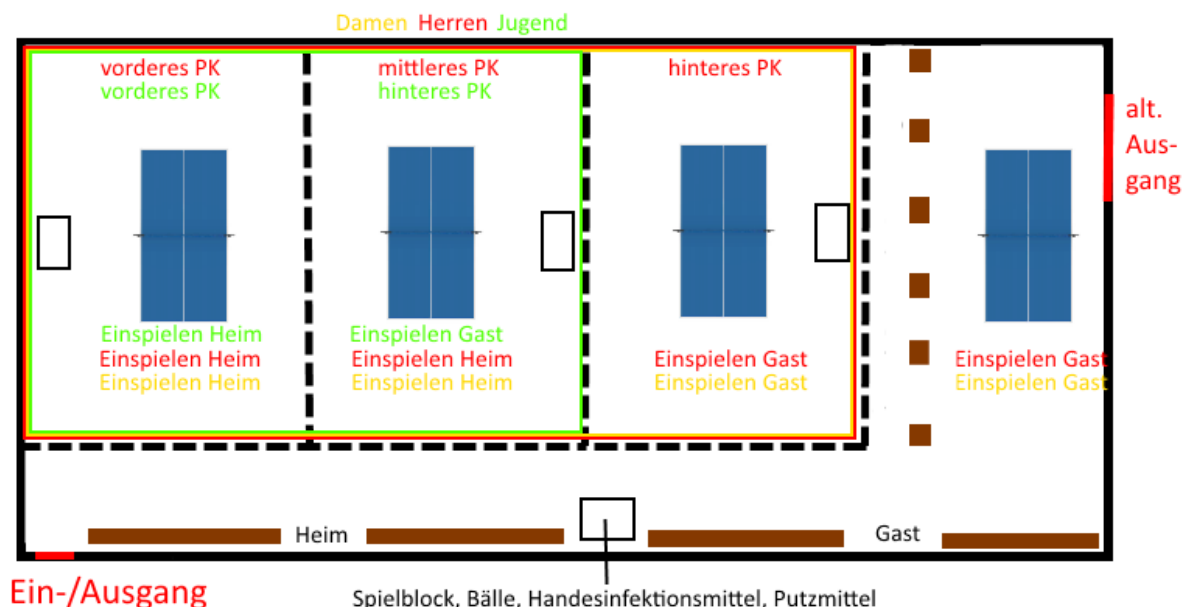 Damen Herren Jugend
vorderes PK
vorderes PK
mittleres PK
hinteres PK
hinteres PK
alt.
Aus-
gang
Einspielen Heim
Einspielen Heim
Einspielen Heim
Einspielen Gast
Einspielen Heim
Einspielen Heim
Einspielen Gast
Einspielen Gast
Einspielen Gast
Einspielen Gast
Heim
Gast
Ein-/Ausgang
Spielblock, Bälle, Handesinfektionsmittel, Putzmittel